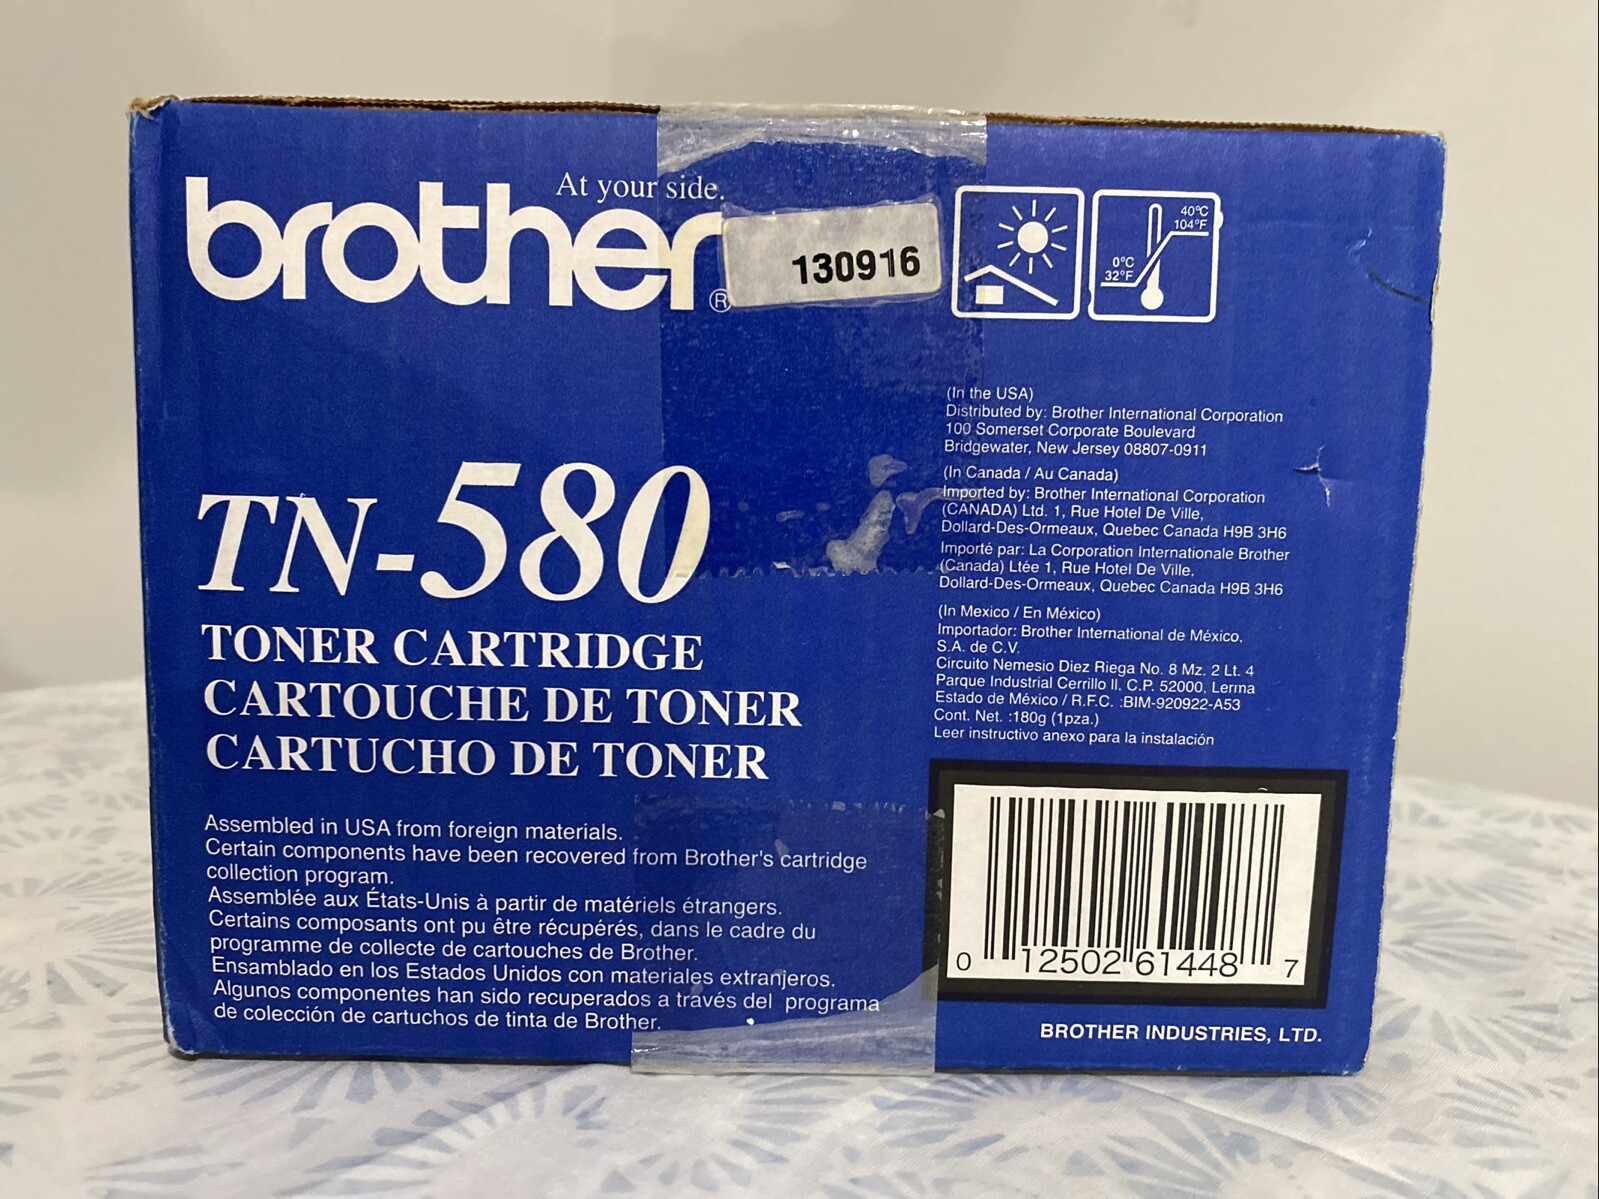 At your side.
brother®
130916
40°C
104°F
0°C
32°F
TN-580
TONER CARTRIDGE
CARTOUCHE DE TONER
CARTUCHO DE TONER
Assembled in USA from foreign materials.
Certain components have been recovered from Brother's cartridge
collection program.
Assemblée aux États-Unis à partir de matériels étrangers.
Certains composants ont pu être récupérés, dans le cadre du
programme de collecte de cartouches de Brother.
Ensamblado en los Estados Unidos con materiales extranjeros.
Algunos componentes han sido recuperados a través del programa
de colección de cartuchos de tinta de Brother.
(In the USA)
Distributed by: Brother International Corporation
100 Somerset Corporate Boulevard
Bridgewater, New Jersey 08807-0911
(In Canada / Au Canada)
Imported by: Brother International Corporation
(CANADA) Ltd. 1, Rue Hotel De Ville,
Dollard-Des-Ormeaux, Quebec Canada H9B 3H6
Importé par: La Corporation Internationale Brother
(Canada) Ltée 1, Rue Hotel De Ville.
Dollard-Des-Ormeaux, Quebec Canada H9B 3H6
(In Mexico / En México)
Importador: Brother International de México,
S.A. de C.V.
Circuito Nemesio Diez Riega No. 8 Mz. 2 Lt. 4
Parque Industrial Cerrillo II, C.P. 52000, Lerma
Estado de México / R.F.C. :BIM-920922-A53
Cont. Net. :180g (1pza.)
Leer instructivo anexo para la instalación
0 12502 61448 7
BROTHER INDUSTRIES, LTD.